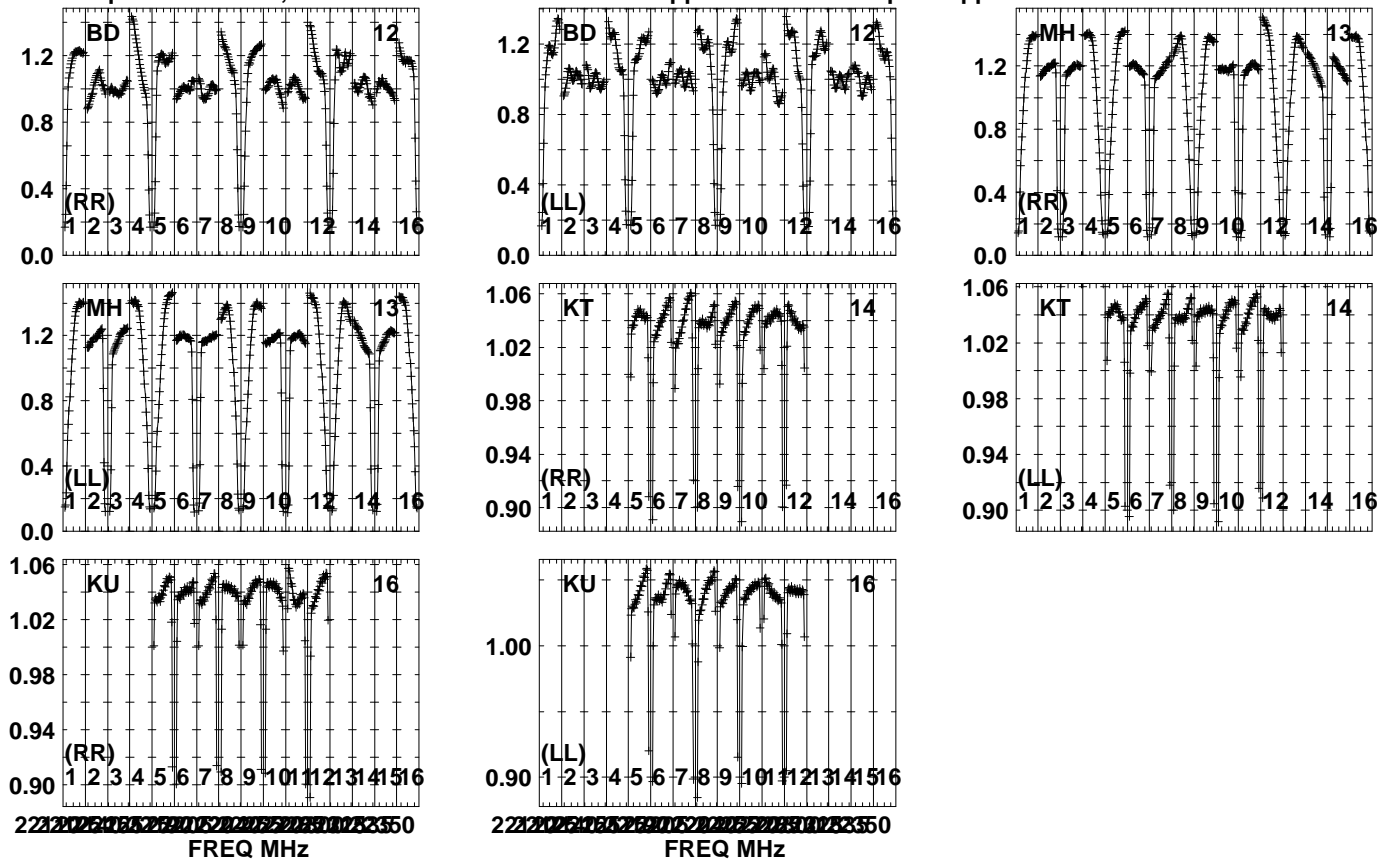 BD 12
1.2
0.8
0.4
0.0
(RR)
1 2 3 4 5 6 7 8 9 10 12 14 16
BD 12
1.2
0.8
0.4
0.0
(LL)
1 2 3 4 5 6 7 8 9 10 12 14 16
MH 13
1.2
0.8
0.4
0.0
(RR)
1 2 3 4 5 6 7 8 9 10 12 14 16
MH 13
1.2
0.8
0.4
0.0
(LL)
1 2 3 4 5 6 7 8 9 10 12 14 16
KT 14
1.06
1.02
0.98
0.94
0.90
(RR)
1 2 3 4 5 6 7 8 9 10 12 14 16
KT 14
1.06
1.02
0.98
0.94
0.90
(LL)
1 2 3 4 5 6 7 8 9 10 12 14 16
KU 16
1.06
1.02
0.98
0.94
0.90
(RR)
1 2 3 4 5 6 7 8 9 10 11 12 13 14 15 16
FREQ MHz
KU 16
1.00
0.90
(LL)
1 2 3 4 5 6 7 8 9 10 11 12 13 14 15 16
FREQ MHz